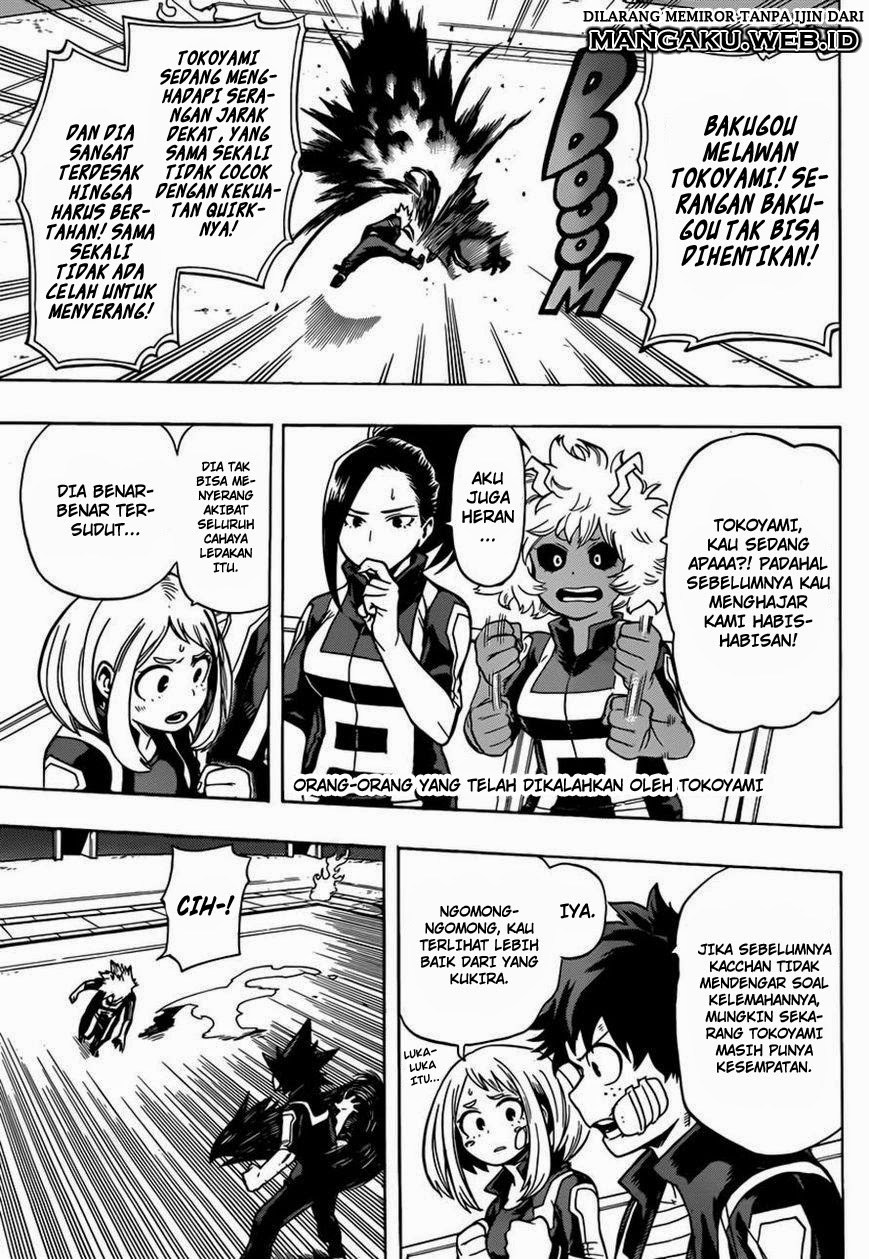 DILARANG MEMIROR TANPA IJIN DARI
MANGAKU.WEB.ID
BAKUGOU
MELAWAN
TOKOYAMI! SE-
RANGAN BAKU-
GOU TAK BISA
DIHENTIKAN!
BBOOOOM
TOKOYAMI
SEDANG MENG-
HADAPI SERA-
NGAN JARAK
DEKAT, YANG
SAMA SEKALI
TIDAK COCOK
DENGAN KEKUA-
TAN QUIRK-
NYA!
DAN DIA
SANGAT
TERDESAK
HINGGA
HARUS BER-
TAHAN! SAMA
SEKALI
TIDAK ADA
CELAH UNTUK
MENYERANG!
TOKOYAMI,
KAU SEDANG
APAAA?! PADAHAL
SEBELUMNYA KAU
MENGHAJAR
KAMI HABIS-
HABISAN!
AKU
JUGA
HERAN
...
ORANG-ORANG YANG TELAH DIKALAHKAN OLEH TOKOYAMI
DIA TAK
BISA ME-
NYERANG
AKIBAT
SELURUH
CAHAYA
LEDAKAN
ITU.
DIA BENAR-
BENAR TER-
SUDUT...
JIKA SEBELUMNYA
KACCHAN TIDAK
MENDENGAR SOAL
KELEMAHANNYA,
MUNGKIN SEKA-
RANG TOKOYAMI
MASIH PUNYA
KESEMPATAN.
IYA.
NGOMONG-
NGOMONG, KAU
TERLIHAT LEBIH
BAIK DARI YANG
KUKIRA.
LUKA-
LUKA
ITU...
CIH-!